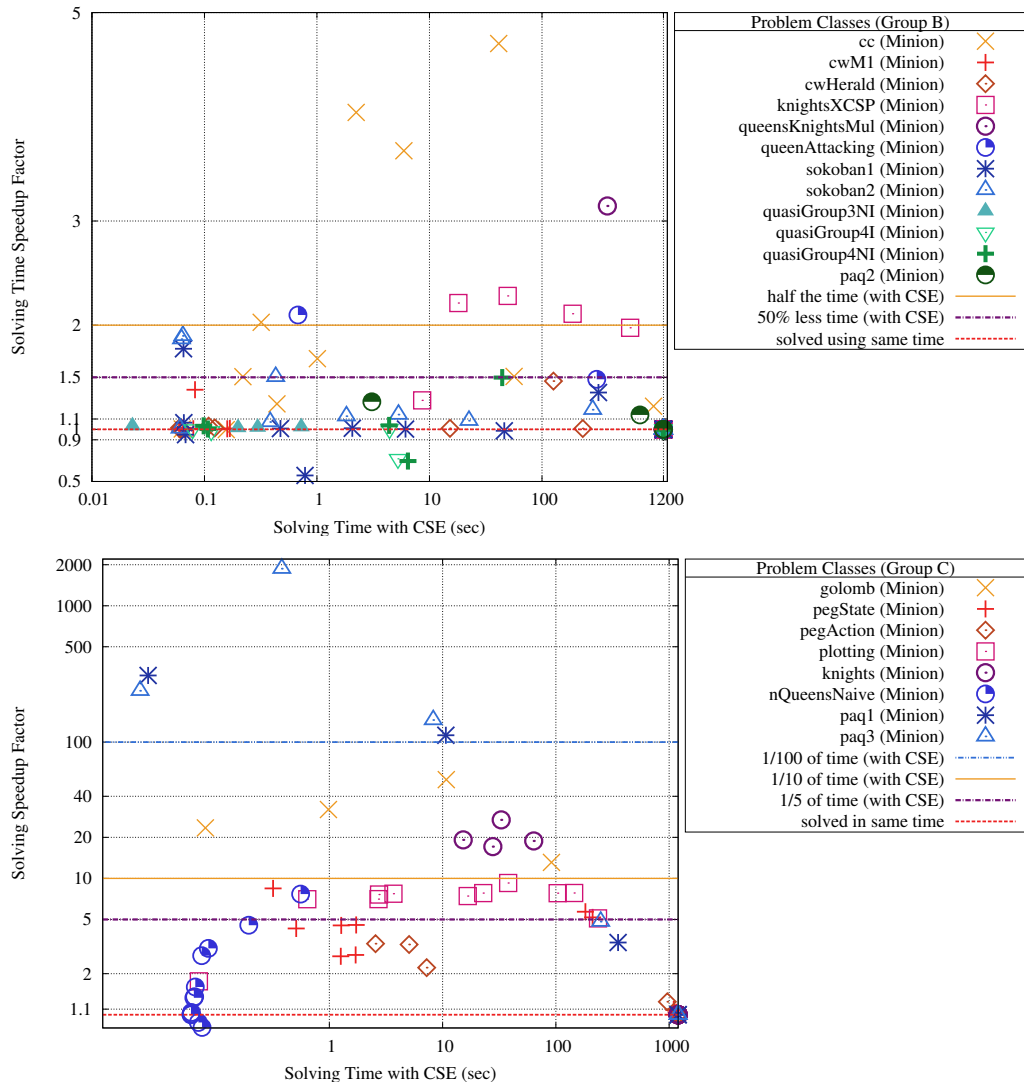 5
3
2
1.5
1.1
0.9
0.5
0.01
0.1
1
10
100
1200
Solving Time Speedup Factor
Solving Time with CSE (sec)
Problem Classes (Group B)
cc (Minion)
cwM1 (Minion)
cwHerald (Minion)
knightsXCSP (Minion)
queensKnightsMul (Minion)
queenAttacking (Minion)
sokoban1 (Minion)
sokoban2 (Minion)
quasiGroup3NI (Minion)
quasiGroup4I (Minion)
quasiGroup4NI (Minion)
paq2 (Minion)
half the time (with CSE)
50% less time (with CSE)
solved using same time
2000
1000
500
100
40
20
10
5
2
1.1
1
10
100
1000
Solving Speedup Factor
Solving Time with CSE (sec)
Problem Classes (Group C)
golomb (Minion)
pegState (Minion)
pegAction (Minion)
plotting (Minion)
knights (Minion)
nQueensNaive (Minion)
paq1 (Minion)
paq3 (Minion)
1/100 of time (with CSE)
1/10 of time (with CSE)
1/5 of time (with CSE)
solved in same time